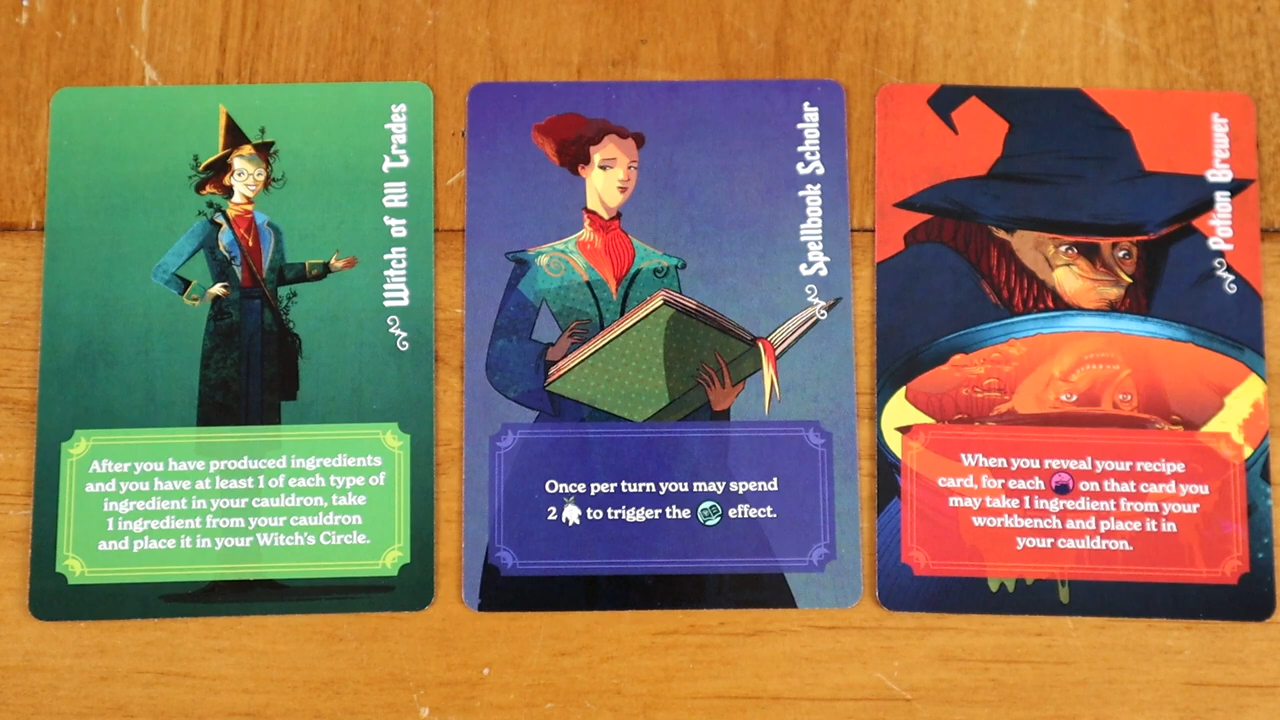 Witch of All Trades
After you have produced ingredients
and you have at least 1 of each type of
ingredient in your cauldron, take
1 ingredient from your cauldron
and place it in your Witch's Circle.
Spellbook Scholar
Once per turn you may spend
2 to trigger the effect.
Potion Brewer
When you reveal your recipe
card, for each on that card you
may take 1 ingredient from your
workbench and place it in
your cauldron.